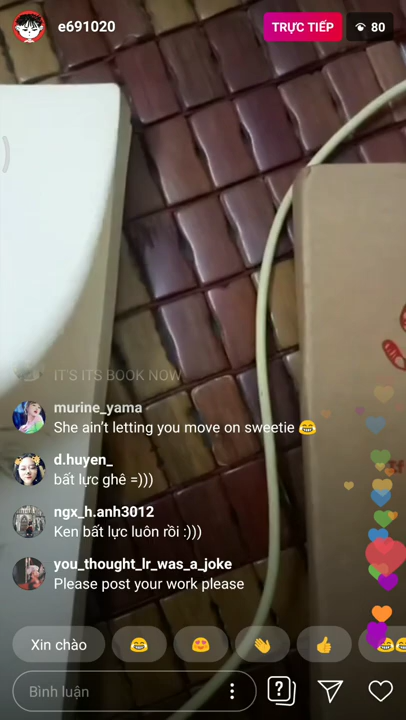 e691020
TRỰC TIẾP
80
IT'S ITS BOOK NOW
murine_yama
She ain't letting you move on sweetie 😂
d.huyen_
bất lực ghê =)))
ngx_h.anh3012
Ken bất lực luôn rồi :)))
you_thought_lr_was_a_joke
Please post your work please
Xin chào 😂 😍 👏 👍 😂😂
Bình luận